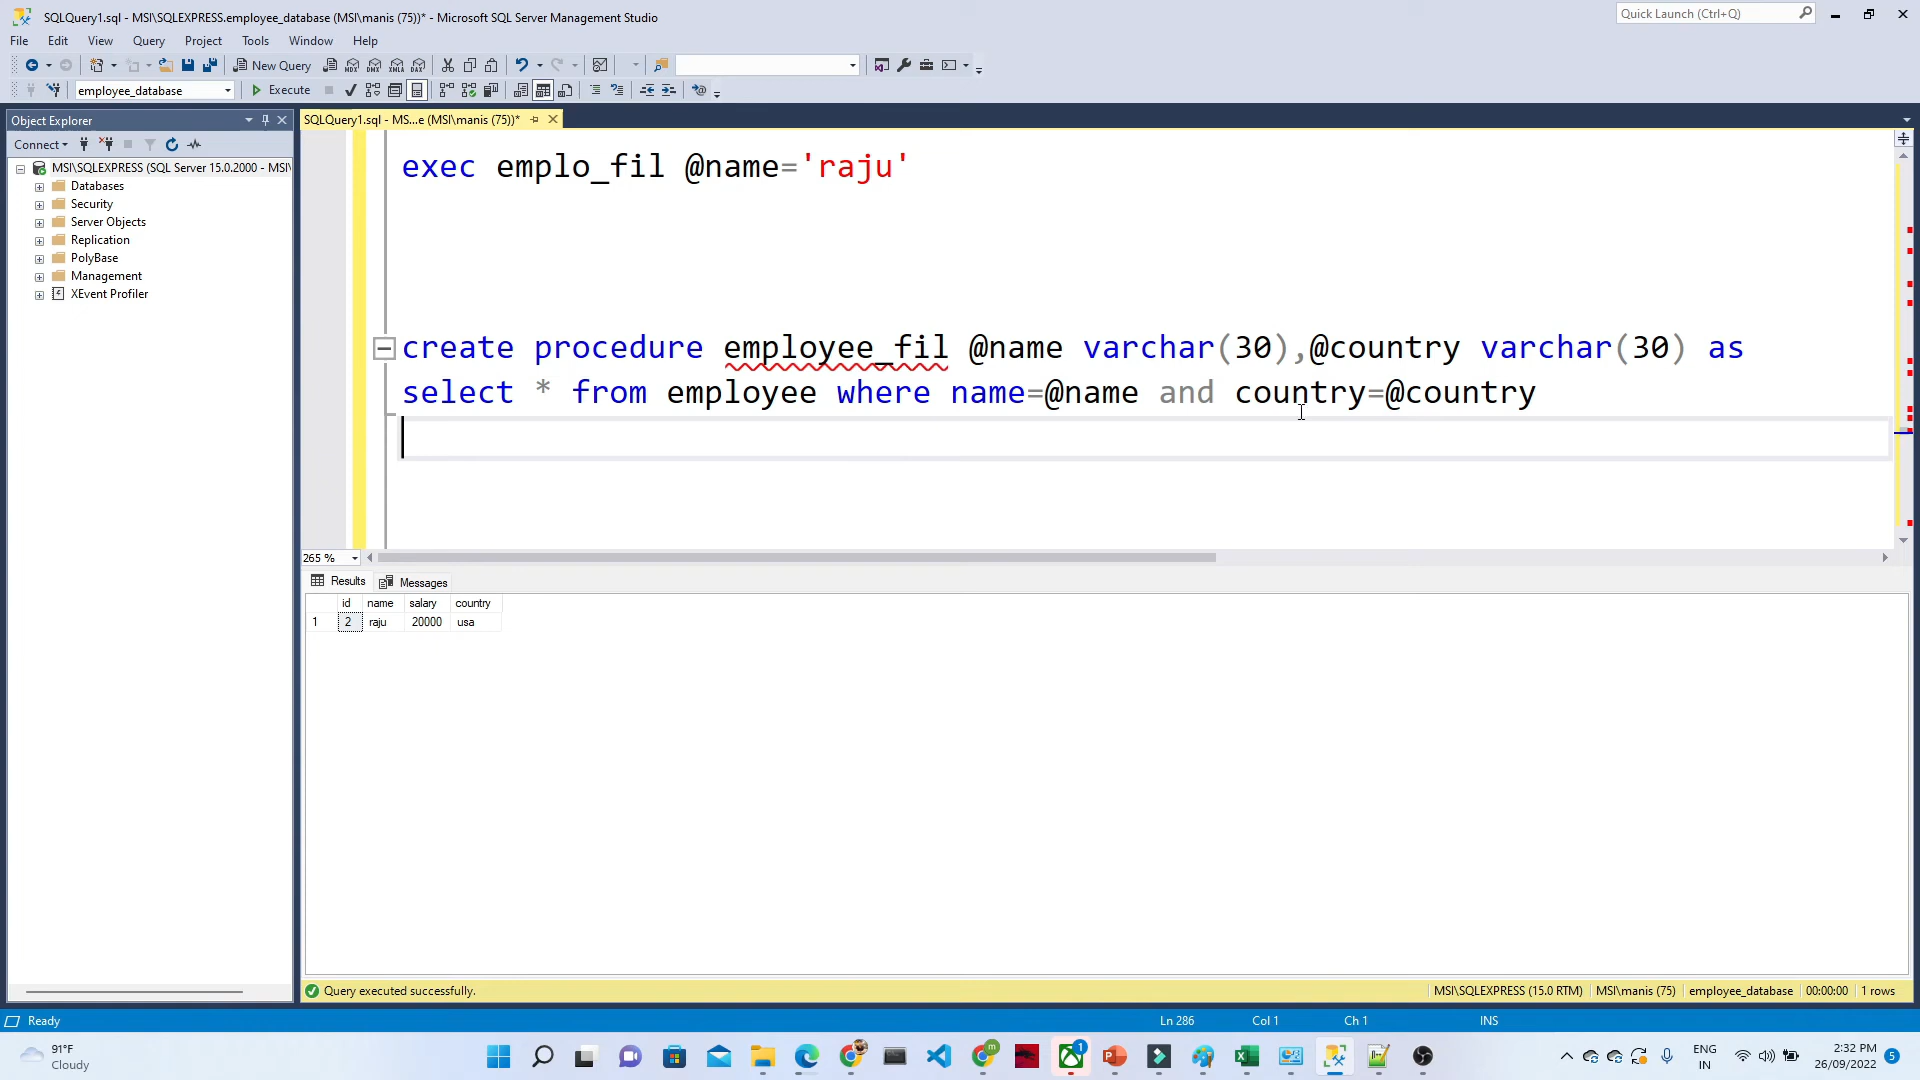 SQLQuery1.sql - MSI\SQLEXPRESS.employee_database (MSI\manis (75))* - Microsoft SQL Server Management Studio
Quick Launch (Ctrl+Q)
File Edit View Query Project Tools Window Help
New Query
employee_database
Execute
Object Explorer
SQLQuery1.sql - MS...e (MSI\manis (75))*
Connect
MSI\SQLEXPRESS (SQL Server 15.0.2000 - MSI\
Databases
Security
Server Objects
Replication
PolyBase
Management
XEvent Profiler
exec emplo_fil @name='raju'
create procedure employee_fil @name varchar(30),@country varchar(30) as
select * from employee where name=@name and country=@country
265 %
Results Messages
id name salary country
1 2 raju 20000 usa
Query executed successfully.
MSI\SQLEXPRESS (15.0 RTM) MSI\manis (75) employee_database 00:00:00 1 rows
Ready
Ln 286 Col 1 Ch 1 INS
91°F
Cloudy
ENG
IN
2:32 PM
26/09/2022
5